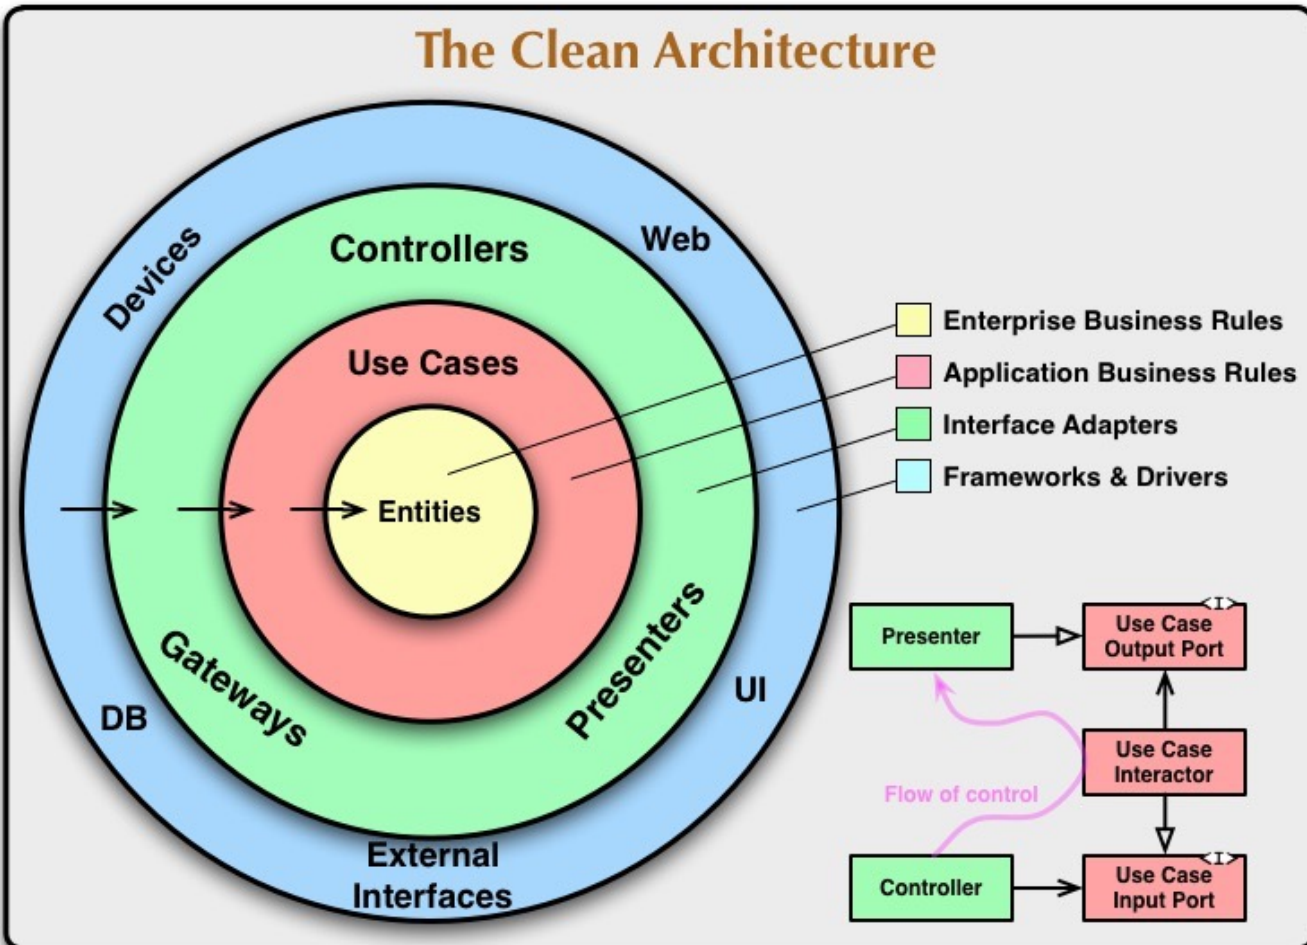 The Clean Architecture
Devices
Controllers
Web
Use Cases
Entities
Gateways
Presenters
DB
UI
External
Interfaces
Enterprise Business Rules
Application Business Rules
Interface Adapters
Frameworks & Drivers
Presenter
<I>
Use Case
Output Port
Use Case
Interactor
Flow of control
Controller
<I>
Use Case
Input Port